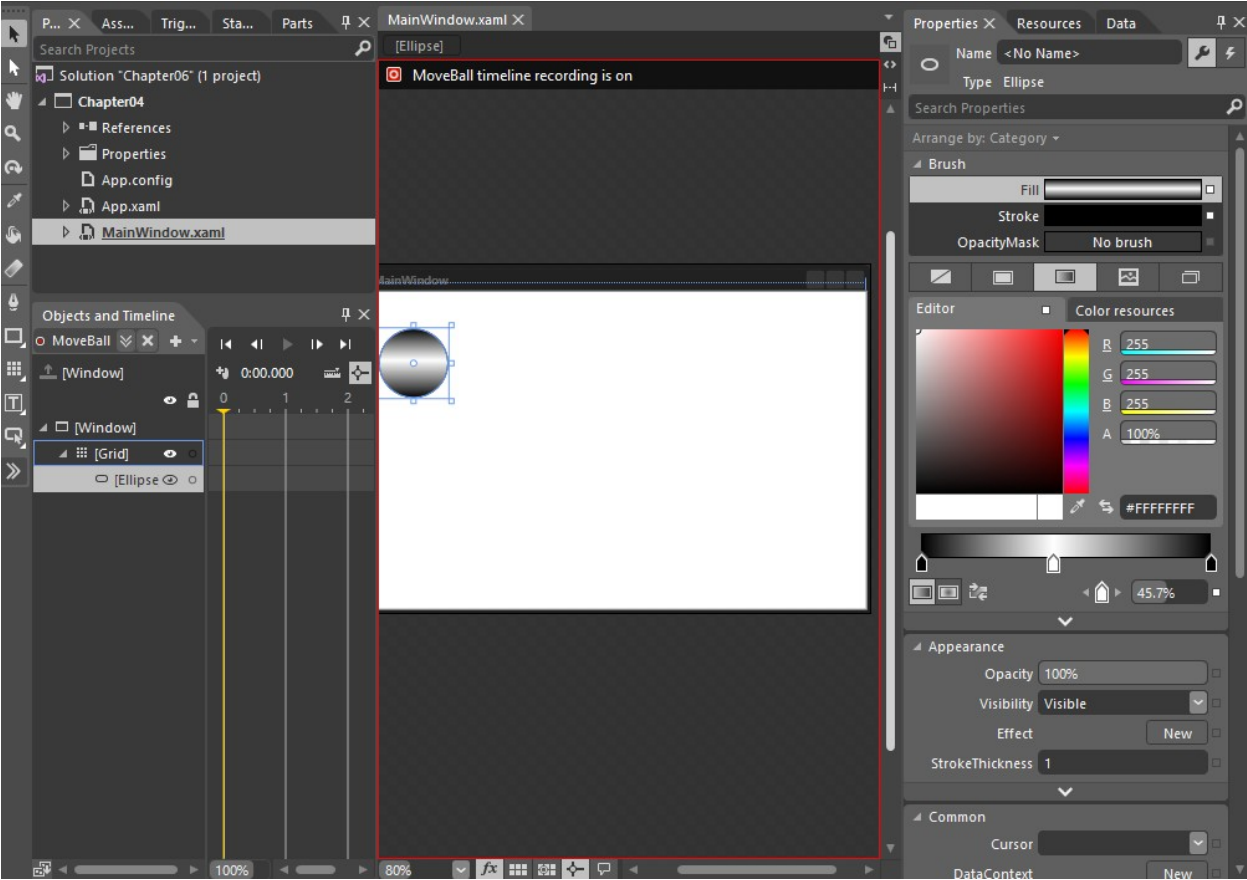 P... Ass... Trig... Sta... Parts
Search Projects
Solution "Chapter06" (1 project)
Chapter04
References
Properties
App.config
App.xaml
MainWindow.xaml
Objects and Timeline
MoveBall
[Window]
0:00.000
0 1 2
[Window]
[Grid]
[Ellipse
100%
MainWindow.xaml
[Ellipse]
MoveBall timeline recording is on
MainWindow
80%
fx
Properties Resources Data
Name <No Name>
Type Ellipse
Search Properties
Arrange by: Category
Brush
Fill
Stroke
OpacityMask No brush
Editor
Color resources
R 255
G 255
B 255
A 100%
#FFFFFFFF
45.7%
Appearance
Opacity 100%
Visibility Visible
Effect New
StrokeThickness 1
Common
Cursor
DataContext New